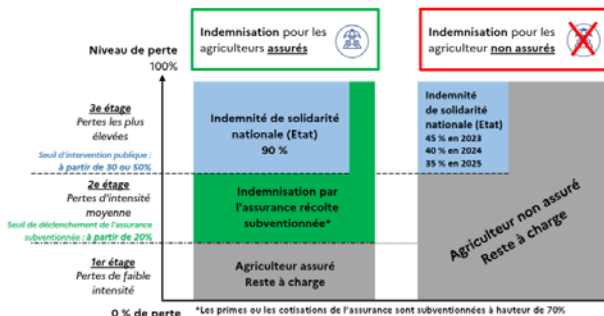 Indemnisation pour les
agriculteurs assurés
Indemnisation pour les
agriculteur non assurés
Niveau de perte
100%
3e étage
Pertes les plus
élevées
Seuil d'intervention publique :
à partir de 30 ou 50%
2e étage
Pertes d'intensité
moyenne
Seuil de déclenchement de l'assurance
subventionnée : à partir de 20%
1er étage
Pertes de faible
intensité
0 % de perte
Indemnité de solidarité
nationale (Etat)
90 %
Indemnisation par
l'assurance récolte
subventionnée*
Agriculteur assuré
Reste à charge
Indemnité
de solidarité
nationale (Etat)
45 % en 2023
40 % en 2024
35 % en 2025
Agriculteur non assuré
Reste à charge
*Les primes ou les cotisations de l'assurance sont subventionnées à hauteur de 70%